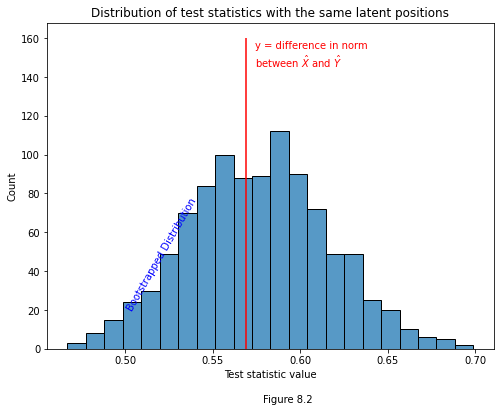 Distribution of test statistics with the same latent positions
160
140
120
100
80
60
40
20
0
Count
y = difference in norm
between X̂ and Ŷ
Bootstrapped Distribution
0.50
0.55
0.60
0.65
0.70
Test statistic value
Figure 8.2